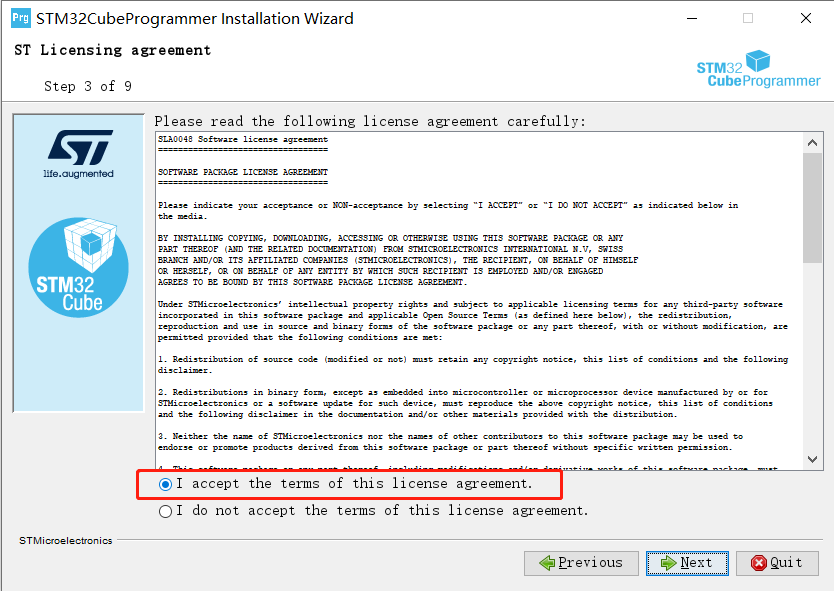 Prg STM32CubeProgrammer Installation Wizard
ST Licensing agreement
Step 3 of 9
STM32
CubeProgrammer
ST
life.augmented
STM32
Cube
Please read the following license agreement carefully:
SLA0048 Software license agreement
==================================
SOFTWARE PACKAGE LICENSE AGREEMENT
==================================
Please indicate your acceptance or NON-acceptance by selecting “I ACCEPT” or “I DO NOT ACCEPT” as indicated below in
the media.
BY INSTALLING COPYING, DOWNLOADING, ACCESSING OR OTHERWISE USING THIS SOFTWARE PACKAGE OR ANY
PART THEREOF (AND THE RELATED DOCUMENTATION) FROM STMICROELECTRONICS INTERNATIONAL N.V, SWISS
BRANCH AND/OR ITS AFFILIATED COMPANIES (STMICROELECTRONICS), THE RECIPIENT, ON BEHALF OF HIMSELF
OR HERSELF, OR ON BEHALF OF ANY ENTITY BY WHICH SUCH RECIPIENT IS EMPLOYED AND/OR ENGAGED
AGREES TO BE BOUND BY THIS SOFTWARE PACKAGE LICENSE AGREEMENT.
Under STMicroelectronics’ intellectual property rights and subject to applicable licensing terms for any third-party software
incorporated in this software package and applicable Open Source Terms (as defined here below), the redistribution,
reproduction and use in source and binary forms of the software package or any part thereof, with or without modification, are
permitted provided that the following conditions are met:
1. Redistribution of source code (modified or not) must retain any copyright notice, this list of conditions and the following
disclaimer.
2. Redistributions in binary form, except as embedded into microcontroller or microprocessor device manufactured by or for
STMicroelectronics or a software update for such device, must reproduce the above copyright notice, this list of conditions
and the following disclaimer in the documentation and/or other materials provided with the distribution.
3. Neither the name of STMicroelectronics nor the names of other contributors to this software package may be used to
endorse or promote products derived from this software package or part thereof without specific written permission.
4. This software package or any part thereof, including modifications and/or derivative works of this software package, must
I accept the terms of this license agreement.
I do not accept the terms of this license agreement.
STMicroelectronics
Previous
Next
Quit